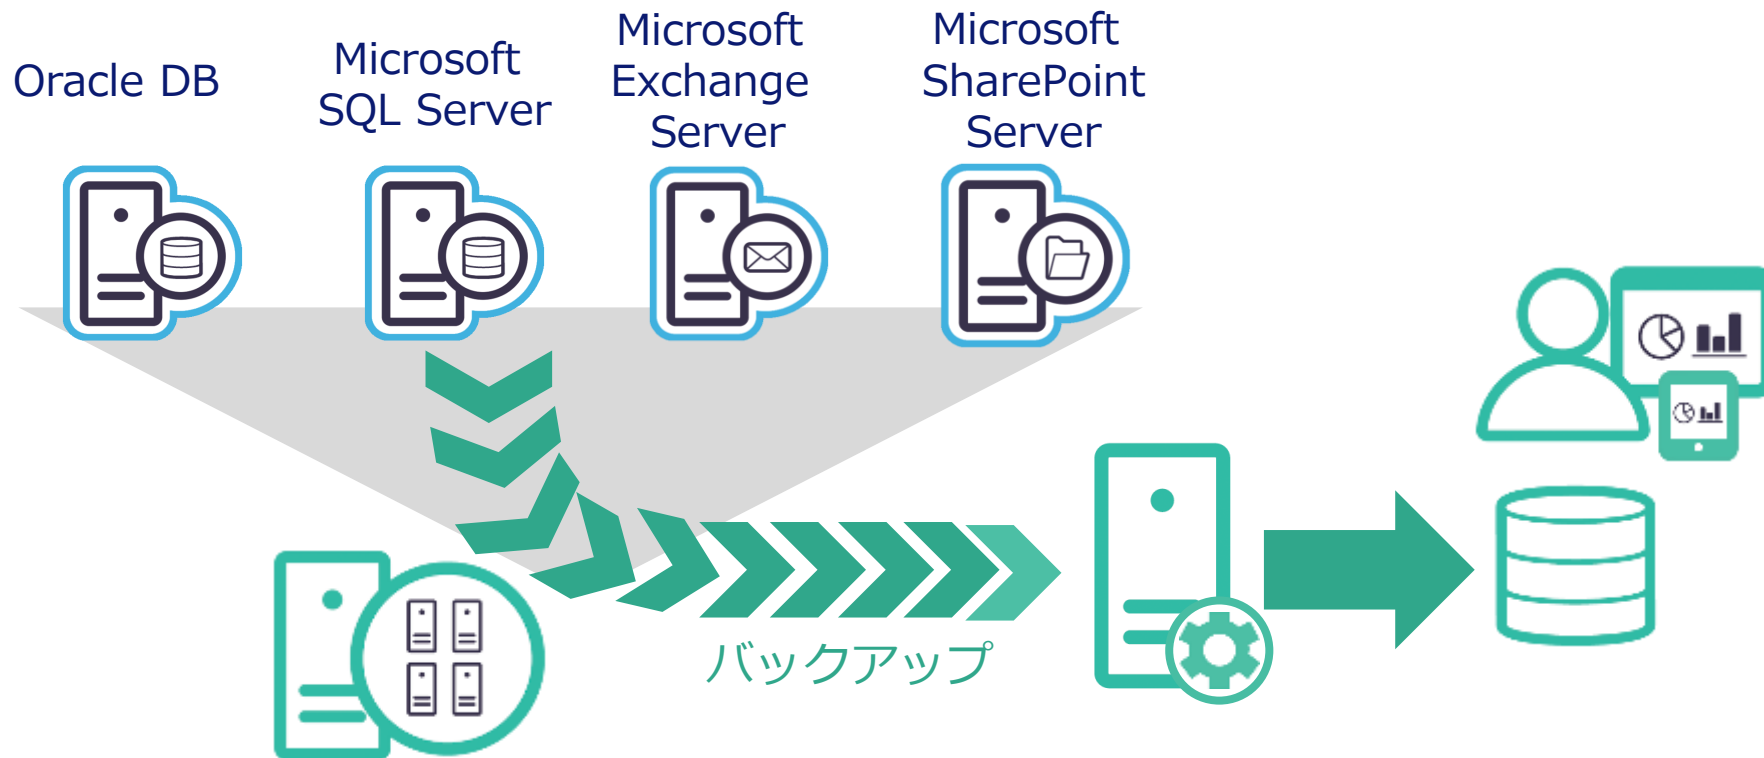 Oracle DB
Microsoft
SQL Server
Microsoft
Exchange
Server
Microsoft
SharePoint
Server
バックアップ